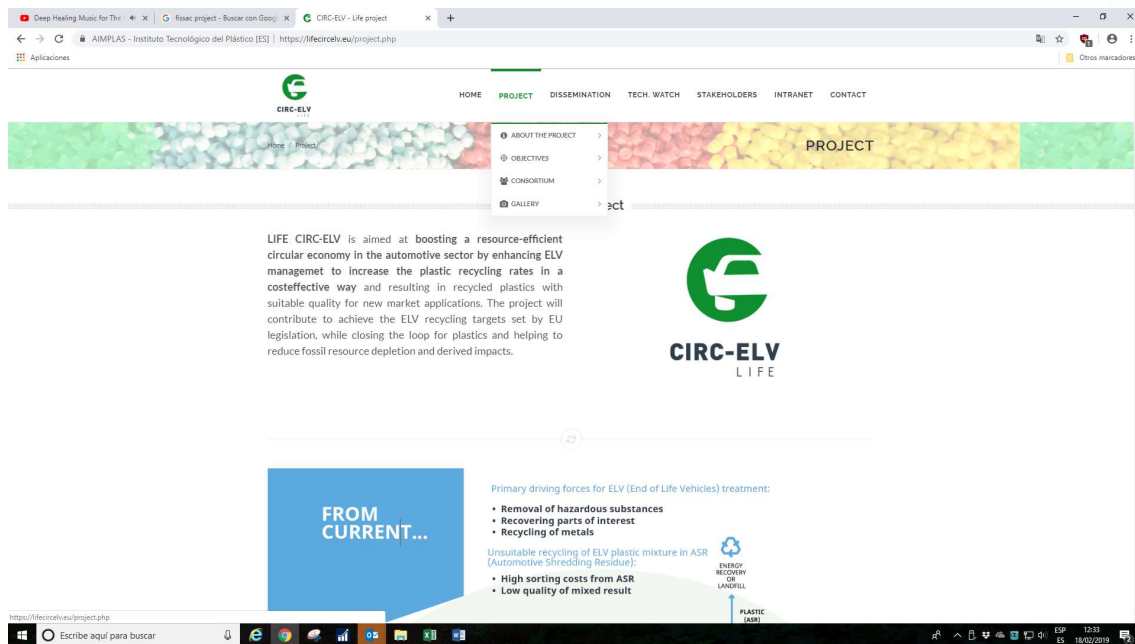 Deep Healing Music for The
fissac project - Buscar con Goog
CIRC-ELV - Life project
AIMPLAS - Instituto Tecnológico del Plástico [ES] | https://lifecircelv.eu/project.php
Aplicaciones
Otros marcadores
CIRC-ELV
LIFE
HOME PROJECT DISSEMINATION TECH. WATCH STAKEHOLDERS INTRANET CONTACT
Home / Project
PROJECT
ABOUT THE PROJECT
OBJECTIVES
CONSORTIUM
GALLERY
ect
LIFE CIRC-ELV is aimed at boosting a resource-efficient
circular economy in the automotive sector by enhancing ELV
managemet to increase the plastic recycling rates in a
costeffective way and resulting in recycled plastics with
suitable quality for new market applications. The project will
contribute to achieve the ELV recycling targets set by EU
legislation, while closing the loop for plastics and helping to
reduce fossil resource depletion and derived impacts.
CIRC-ELV
LIFE
FROM
CURRENT...
Primary driving forces for ELV (End of Life Vehicles) treatment:
• Removal of hazardous substances
• Recovering parts of interest
• Recycling of metals
Unsuitable recycling of ELV plastic mixture in ASR
(Automotive Shredding Residue):
• High sorting costs from ASR
• Low quality of mixed result
ENERGY
RECOVERY
OR
LANDFILL
PLASTIC
(ASR)
https://lifecircelv.eu/project.php
Escribe aquí para buscar
ESP
ES
12:33
18/02/2019